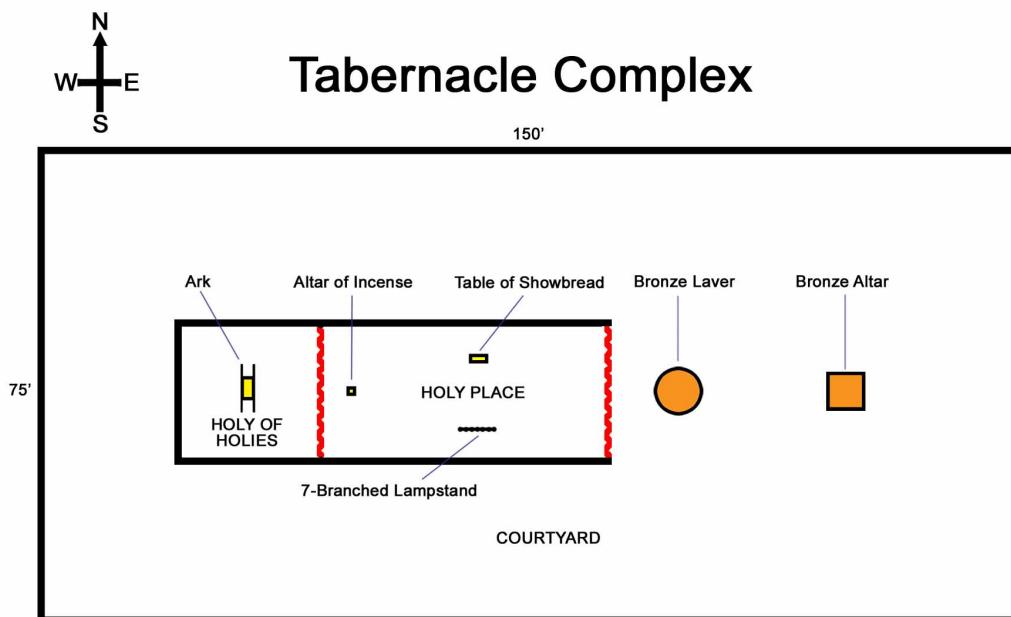 N
W E
S
Tabernacle Complex
150'
Ark
Altar of Incense
Table of Showbread
Bronze Laver
Bronze Altar
75'
HOLY PLACE
HOLY OF
HOLIES
7-Branched Lampstand
COURTYARD